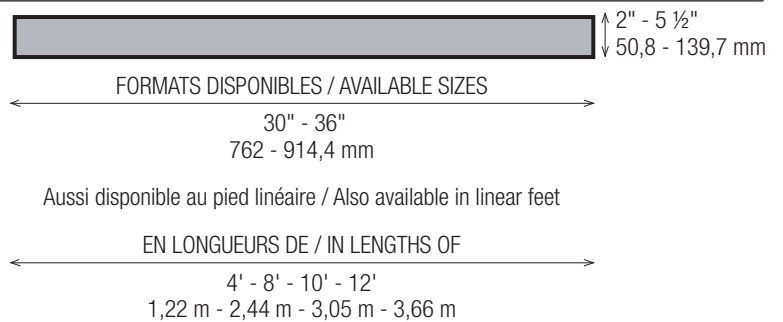 2" - 5 ½"
50,8 - 139,7 mm
FORMATS DISPONIBLES / AVAILABLE SIZES
30" - 36"
762 - 914,4 mm
Aussi disponible au pied linéaire / Also available in linear feet
EN LONGUEURS DE / IN LENGTHS OF
4' - 8' - 10' - 12'
1,22 m - 2,44 m - 3,05 m - 3,66 m